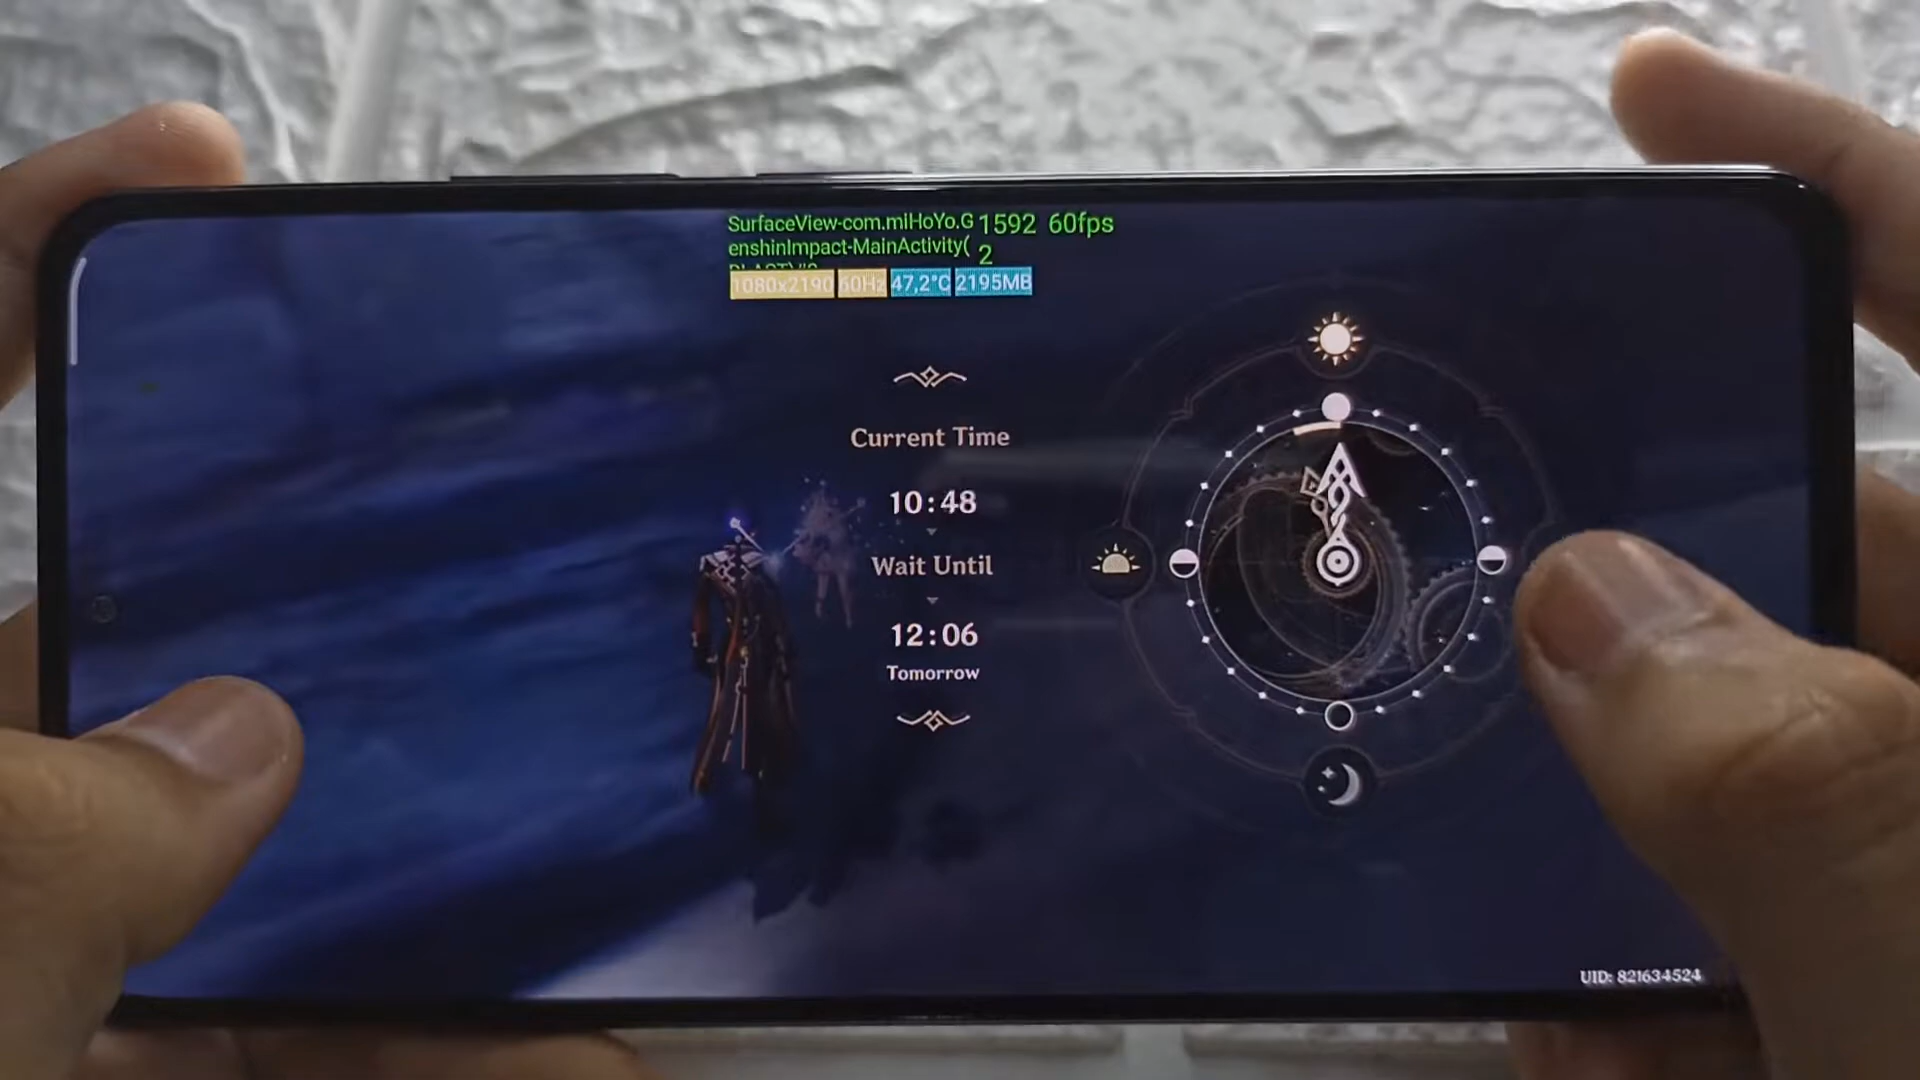 SurfaceView-com.miHoYo.G 1592 60fps
enshinImpact-MainActivity( 2
1080x2190 60Hz 47,2°C 2195MB
Current Time
10:48
Wait Until
12:06
Tomorrow
UID: 821634524